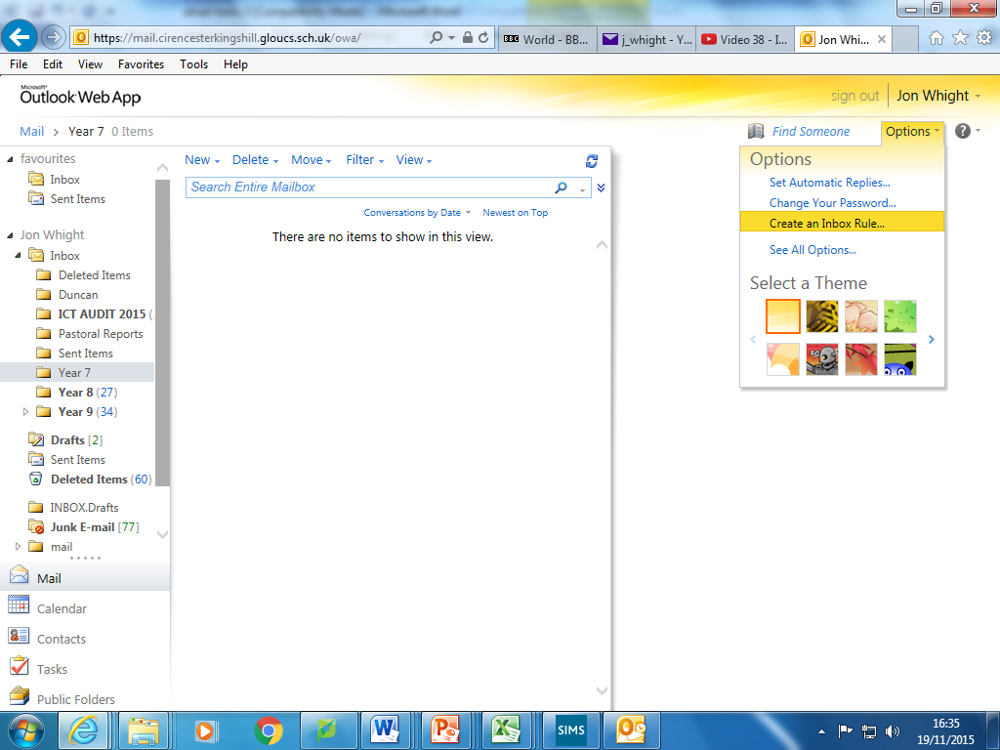 https://mail.cirencesterkingshill.gloucs.sch.uk/owa/
BBC World - BB...
j_whight - Y...
Video 38 - I...
Jon Whi...
File Edit View Favorites Tools Help
Microsoft®
Outlook Web App
sign out
Jon Whight
Mail > Year 7 0 Items
Find Someone
Options
?
favourites
Inbox
Sent Items
Jon Whight
Inbox
Deleted Items
Duncan
ICT AUDIT 2015 (
Pastoral Reports
Sent Items
Year 7
Year 8 (27)
Year 9 (34)
Drafts [2]
Sent Items
Deleted Items (60)
INBOX.Drafts
Junk E-mail [77]
mail
Mail
Calendar
Contacts
Tasks
Public Folders
New Delete Move Filter View
Search Entire Mailbox
Conversations by Date Newest on Top
There are no items to show in this view.
Options
Set Automatic Replies...
Change Your Password...
Create an Inbox Rule...
See All Options...
Select a Theme
SIMS
16:35
19/11/2015